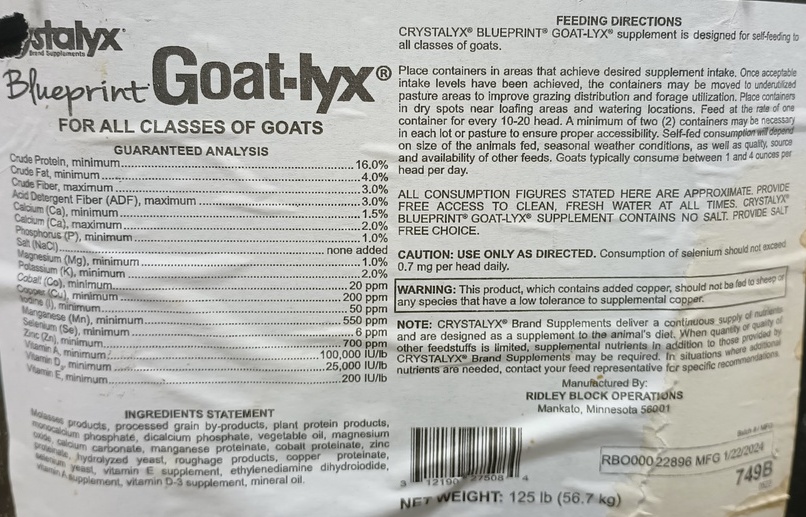 stalyx®
Brand Supplements
Blueprint Goat-lyx®
FOR ALL CLASSES OF GOATS
GUARANTEED ANALYSIS
Crude Protein, minimum 16.0%
Crude Fat, minimum 4.0%
Crude Fiber, maximum 3.0%
Acid Detergent Fiber (ADF), maximum 3.0%
Calcium (Ca), minimum 1.5%
Calcium (Ca), maximum 2.0%
Phosphorus (P), minimum 1.0%
Salt (NaCl) none added
Magnesium (Mg), minimum 1.0%
Potassium (K), minimum 2.0%
Cobalt (Co), minimum 20 ppm
Copper (Cu), minimum 200 ppm
Iodine (I), minimum 50 ppm
Manganese (Mn), minimum 550 ppm
Selenium (Se), minimum 6 ppm
Zinc (Zn), minimum 700 ppm
Vitamin A, minimum 100,000 IU/lb
Vitamin D, minimum 25,000 IU/lb
Vitamin E, minimum 200 IU/lb
INGREDIENTS STATEMENT
Molasses products, processed grain by-products, plant protein products,
monocalcium phosphate, dicalcium phosphate, vegetable oil, magnesium
oxide, calcium carbonate, manganese proteinate, cobalt proteinate, zinc
proteinate, hydrolyzed yeast, roughage products, copper proteinate,
selenium yeast, vitamin E supplement, ethylenediamine dihydroiodide,
vitamin A supplement, vitamin D-3 supplement, mineral oil.
FEEDING DIRECTIONS
CRYSTALYX® BLUEPRINT® GOAT-LYX® supplement is designed for self-feeding to
all classes of goats.
Place containers in areas that achieve desired supplement intake. Once acceptable
intake levels have been achieved, the containers may be moved to underutilized
pasture areas to improve grazing distribution and forage utilization. Place containers
in dry spots near loafing areas and watering locations. Feed at the rate of one
container for every 10-20 head. A minimum of two (2) containers may be necessary
in each lot or pasture to ensure proper accessibility. Self-fed consumption will depend
on size of the animals fed, seasonal weather conditions, as well as quality, source
and availability of other feeds. Goats typically consume between 1 and 4 ounces per
head per day.
ALL CONSUMPTION FIGURES STATED HERE ARE APPROXIMATE. PROVIDE
FREE ACCESS TO CLEAN, FRESH WATER AT ALL TIMES. CRYSTALYX®
BLUEPRINT® GOAT-LYX® SUPPLEMENT CONTAINS NO SALT. PROVIDE SALT
FREE CHOICE.
CAUTION: USE ONLY AS DIRECTED. Consumption of selenium should not exceed
0.7 mg per head daily.
WARNING: This product, which contains added copper, should not be fed to sheep or
any species that have a low tolerance to supplemental copper.
NOTE: CRYSTALYX® Brand Supplements deliver a continuous supply of nutrients
and are designed as a supplement to the animal's diet. When quantity or quality of
other feedstuffs is limited, supplemental nutrients in addition to those provided by
CRYSTALYX® Brand Supplements may be required. In situations where additional
nutrients are needed, contact your feed representative for specific recommendations.
Manufactured By:
RIDLEY BLOCK OPERATIONS
Mankato, Minnesota 56001
3 12190 27508 4
RBO000 22896 MFG 1/22/2024
749B
NET WEIGHT: 125 lb (56.7 kg)